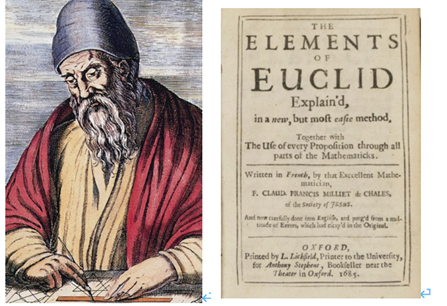 THE
ELEMENTS
OF
EUCLID
Explain'd,
in a new, but most easie method,
Together with
The Use of every Proposition through all
parts of the Mathematicks.
Written in French, by that Excellent Mathe-
matician,
F. CLAUD. FRANCIS MILLIET de CHALES,
of the Society of JESUS.
And now carefully done into English, and purg'd from a mul-
titude of Errors, which had escap'd in the Original.
OXFORD,
Printed by L. Lichfield, Printer to the University,
for Anthony Stephens, Bookseller near the
Theater in Oxford. 1685.